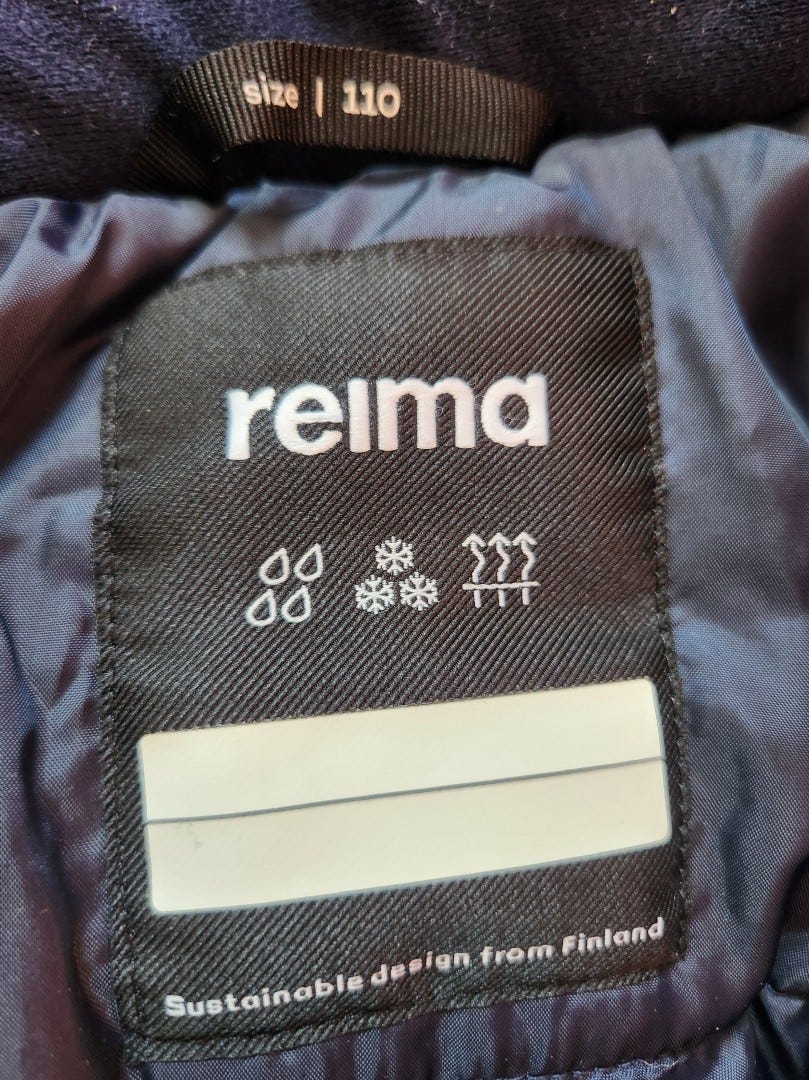 size | 110
reima
Sustainable design from Finland